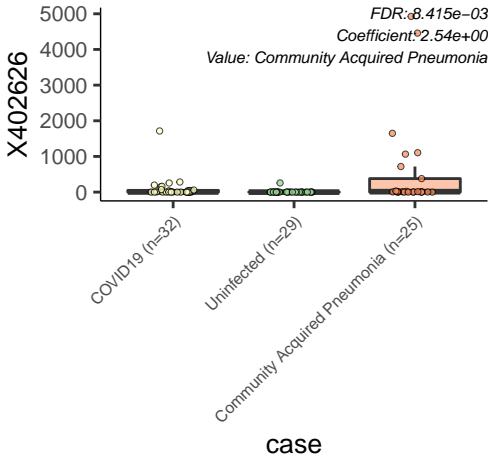 FDR: 8.415e−03
Coefficient: 2.54e+00
Value: Community Acquired Pneumonia
X402626
5000
4000
3000
2000
1000
0
COVID19 (n=32)
Uninfected (n=29)
Community Acquired Pneumonia (n=25)
case